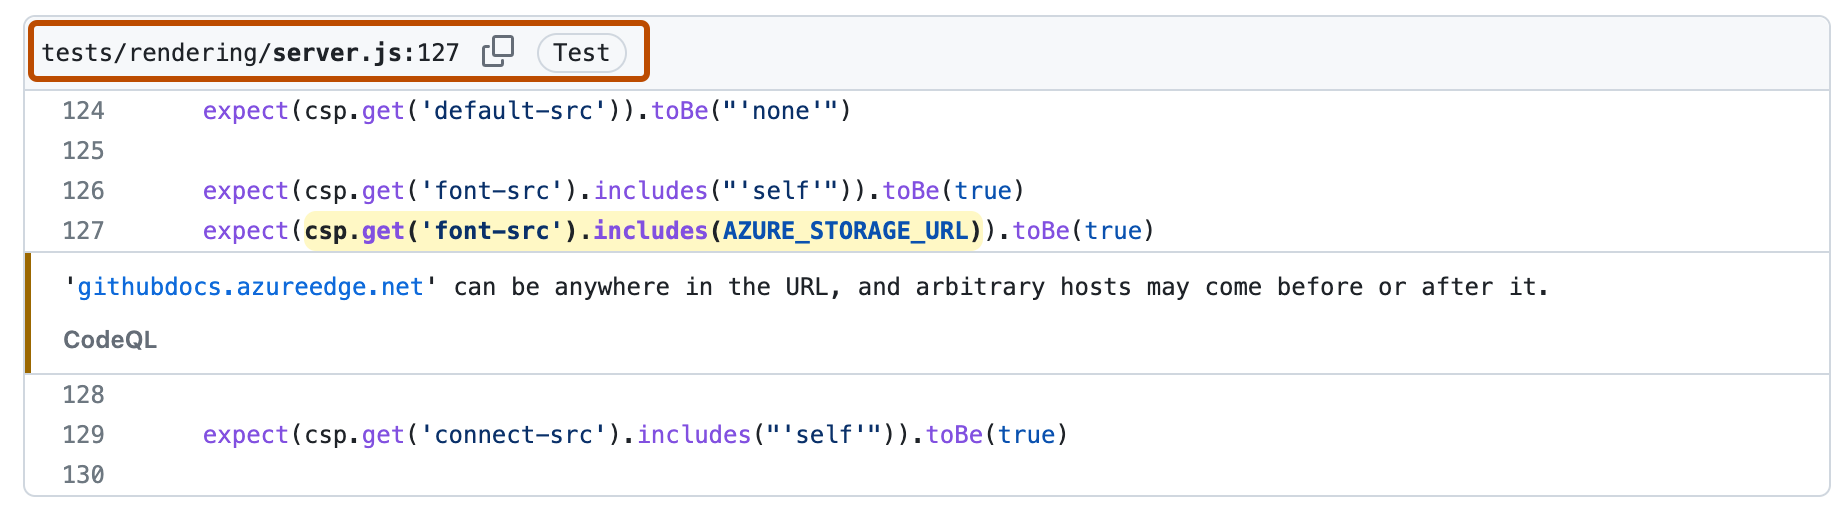 tests/rendering/server.js:127 Test
124 expect(csp.get('default-src')).toBe("'none'")
125
126 expect(csp.get('font-src').includes("'self'")).toBe(true)
127 expect(csp.get('font-src').includes(AZURE_STORAGE_URL)).toBe(true)
'githubdocs.azureedge.net' can be anywhere in the URL, and arbitrary hosts may come before or after it.
CodeQL
128
129 expect(csp.get('connect-src').includes("'self'")).toBe(true)
130